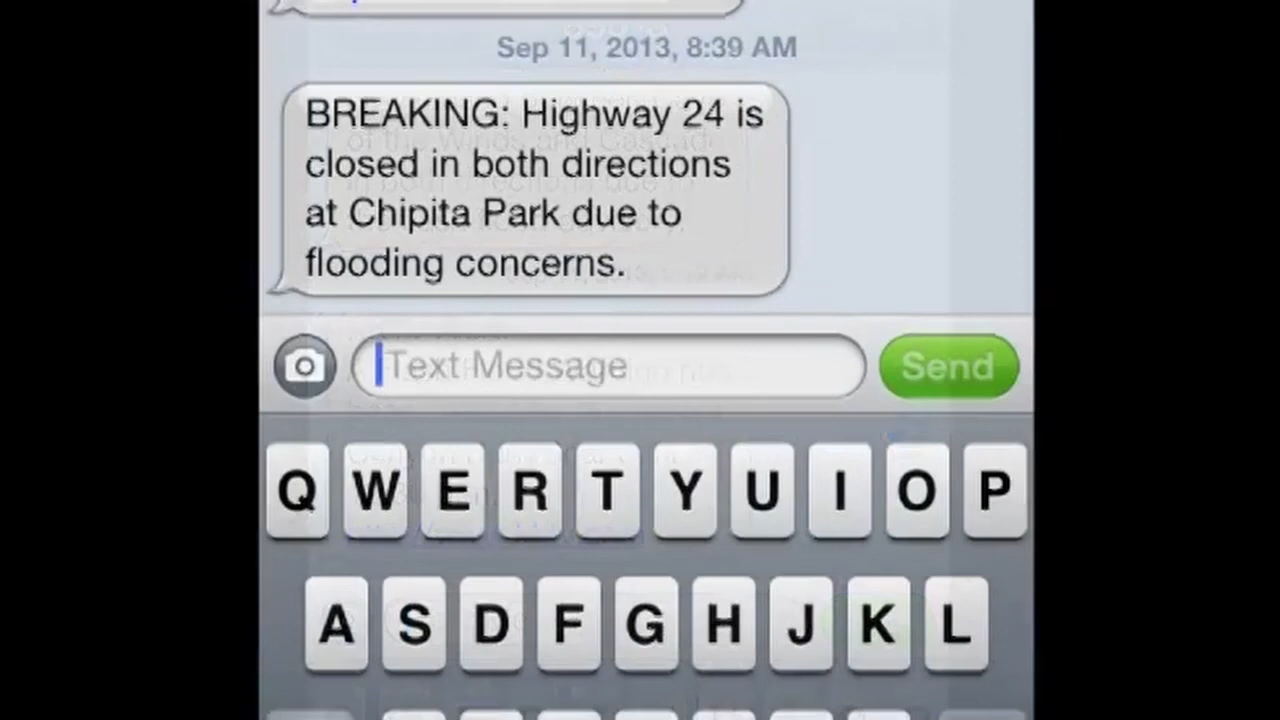 Sep 11, 2013, 8:39 AM
BREAKING: Highway 24 is
closed in both directions
at Chipita Park due to
flooding concerns.
Text Message
Send
Q W E R T Y U I O P
A S D F G H J K L